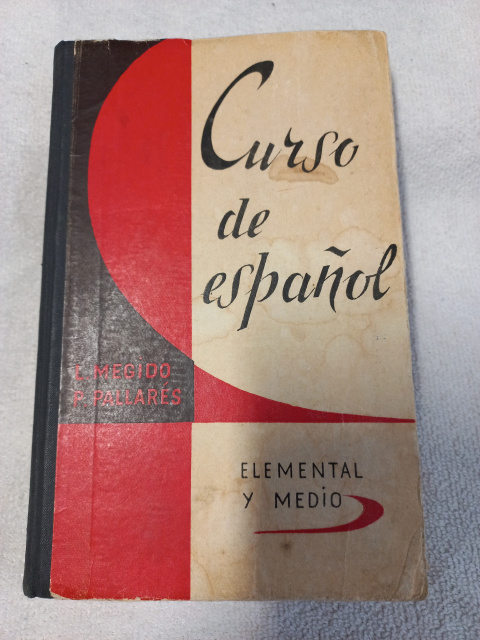 Curso
de
español
L. MEGIDO
P. PALLARÉS
ELEMENTAL
Y MEDIO